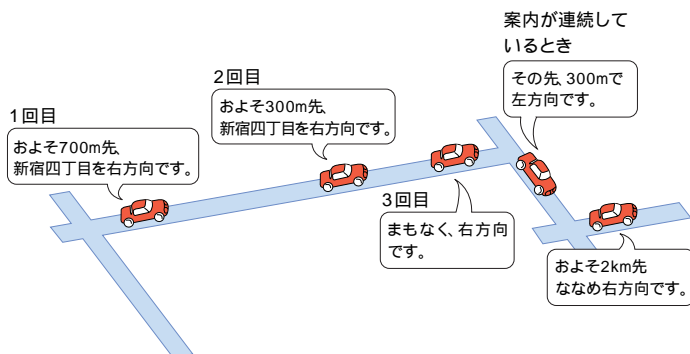 1回目
およそ700m先、
新宿四丁目を右方向です。
2回目
およそ300m先、
新宿四丁目を右方向です。
3回目
まもなく、右方向
です。
案内が連続して
いるとき
その先、300mで
左方向です。
およそ2km先
ななめ右方向です。